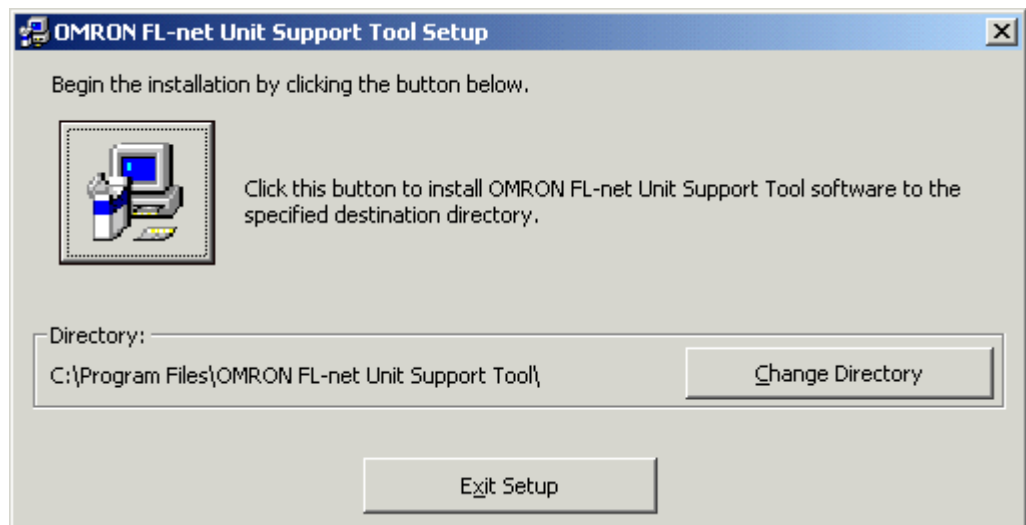 OMRON FL-net Unit Support Tool Setup
Begin the installation by clicking the button below.
Click this button to install OMRON FL-net Unit Support Tool software to the
specified destination directory.
Directory:
C:\Program Files\OMRON FL-net Unit Support Tool\
Change Directory
Exit Setup